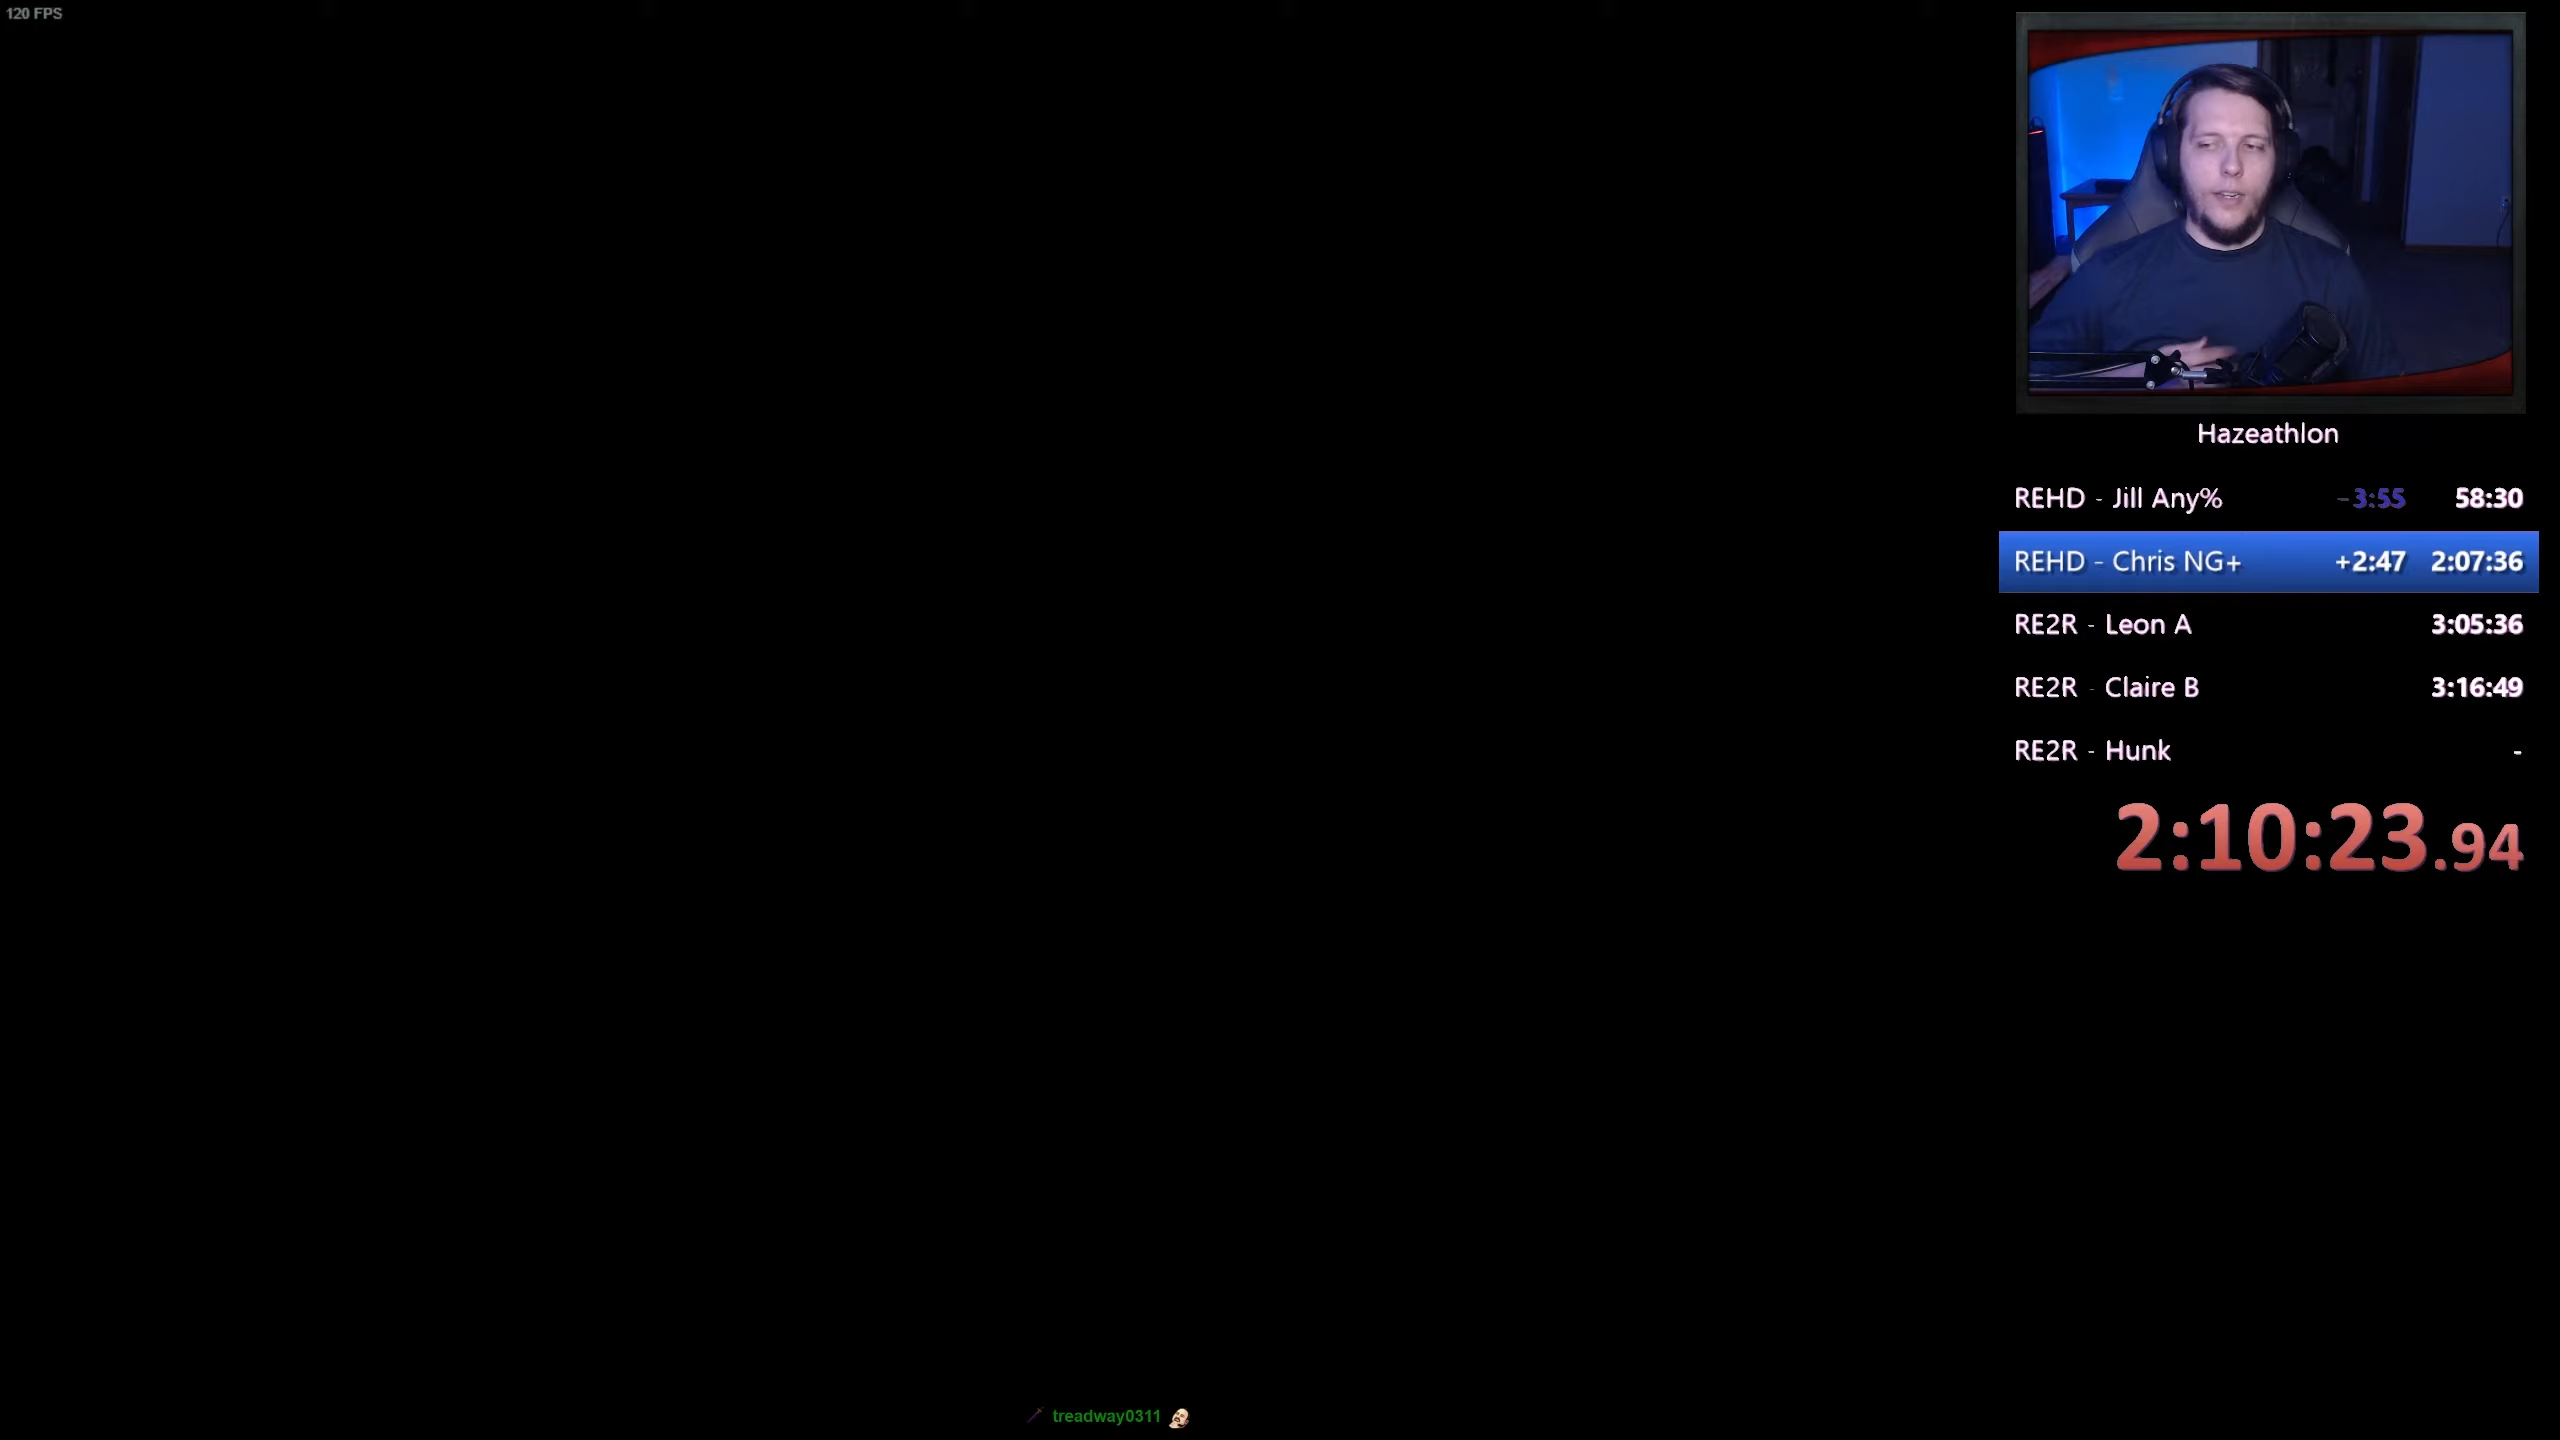 120 FPS
Hazeathlon
REHD - Jill Any% -3:55 58:30
REHD - Chris NG+ +2:47 2:07:36
RE2R - Leon A 3:05:36
RE2R - Claire B 3:16:49
RE2R - Hunk -
2:10:23.94
treadway0311